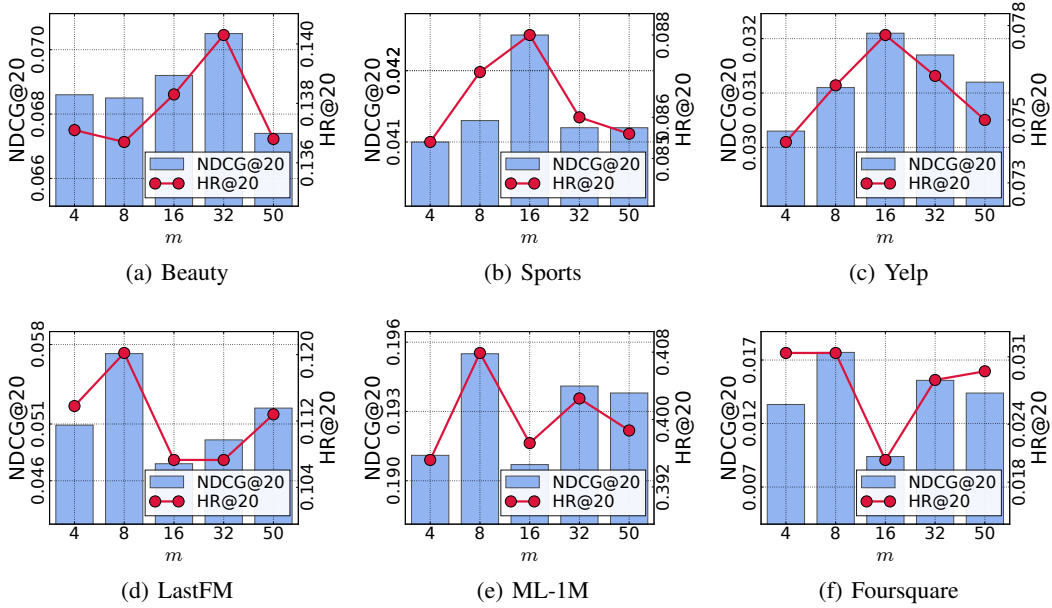 NDCG@20
0.070
0.068
0.066
0.140
0.138
0.136
HR@20
NDCG@20
HR@20
4 8 16 32 50
m
(a) Beauty
NDCG@20
0.042
0.041
0.088
0.086
0.085
HR@20
NDCG@20
HR@20
4 8 16 32 50
m
(b) Sports
NDCG@20
0.032
0.031
0.030
0.078
0.075
0.073
HR@20
NDCG@20
HR@20
4 8 16 32 50
m
(c) Yelp
NDCG@20
0.058
0.051
0.046
0.120
0.112
0.104
HR@20
NDCG@20
HR@20
4 8 16 32 50
m
(d) LastFM
NDCG@20
0.196
0.193
0.190
0.408
0.400
0.392
HR@20
NDCG@20
HR@20
4 8 16 32 50
m
(e) ML-1M
NDCG@20
0.017
0.012
0.007
0.031
0.024
0.018
HR@20
NDCG@20
HR@20
4 8 16 32 50
m
(f) Foursquare